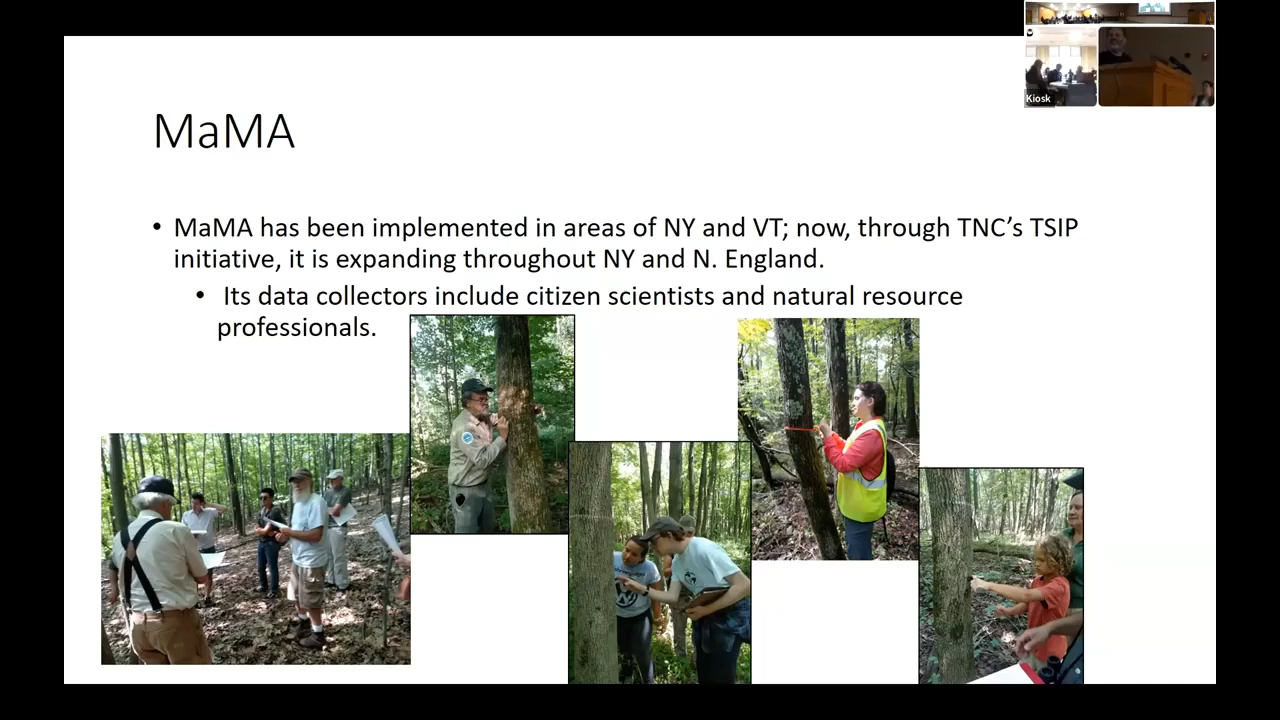 MaMA
• MaMA has been implemented in areas of NY and VT; now, through TNC’s TSIP
initiative, it is expanding throughout NY and N. England.
• Its data collectors include citizen scientists and natural resource
professionals.
Kiosk